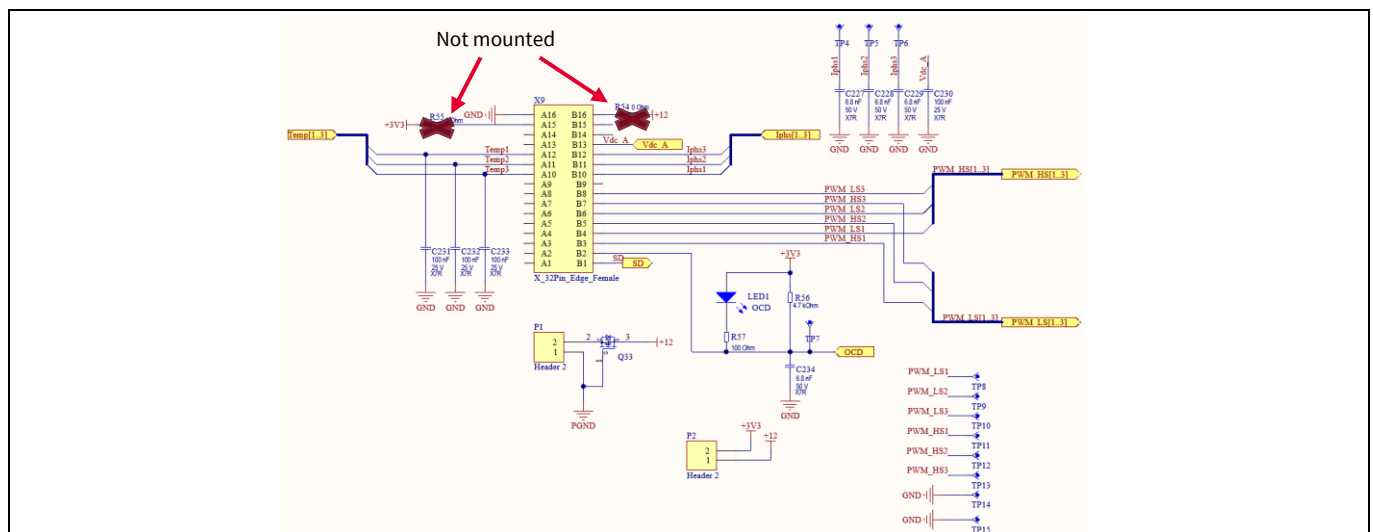 Not mounted
TP4 TP5 TP6
Iphs1 Iphs2 Iphs3 Vdc_A
C227 C228 C229 C230
6.8 nF 6.8 nF 6.8 nF 100 nF
50 V 50 V 50 V 25 V
X7R X7R X7R X7R
GND GND GND GND
X9
R55 +3V3 GND A16 B16 R54 0 Ohm +12
A15 B15
Temp[1..3] A14 B14 Iphs[1..3]
A13 B13 Vdc_A Vdc_A
Temp1 A12 B12 Iphs3
Temp2 A11 B11 Iphs2
Temp3 A10 B10 Iphs1
A9 B9
A8 B8 PWM_LS3
A7 B7 PWM_HS3
A6 B6 PWM_LS2
A5 B5 PWM_HS2
A4 B4 PWM_LS1
A3 B3 PWM_HS1
A2 B2
A1 B1 SD SD
X_32Pin_Edge_Female
PWM_HS[1..3] PWM_HS[1..3]
PWM_LS[1..3] PWM_LS[1..3]
C231 C232 C233
100 nF 100 nF 100 nF
25 V 25 V 25 V
X7R X7R X7R
GND GND GND
+3V3
LED1
OCD
R56
4.7 kOhm
R57
100 Ohm
TP7
OCD
C234
6.8 nF
50 V
X7R
GND
P1
2 2 3 +12
1 1 Q33
Header 2
PGND
P2 +3V3 +12
2
1
Header 2
PWM_LS1 TP8
PWM_LS2 TP9
PWM_LS3 TP10
PWM_HS1 TP11
PWM_HS2 TP12
PWM_HS3 TP13
GND TP14
GND TP15